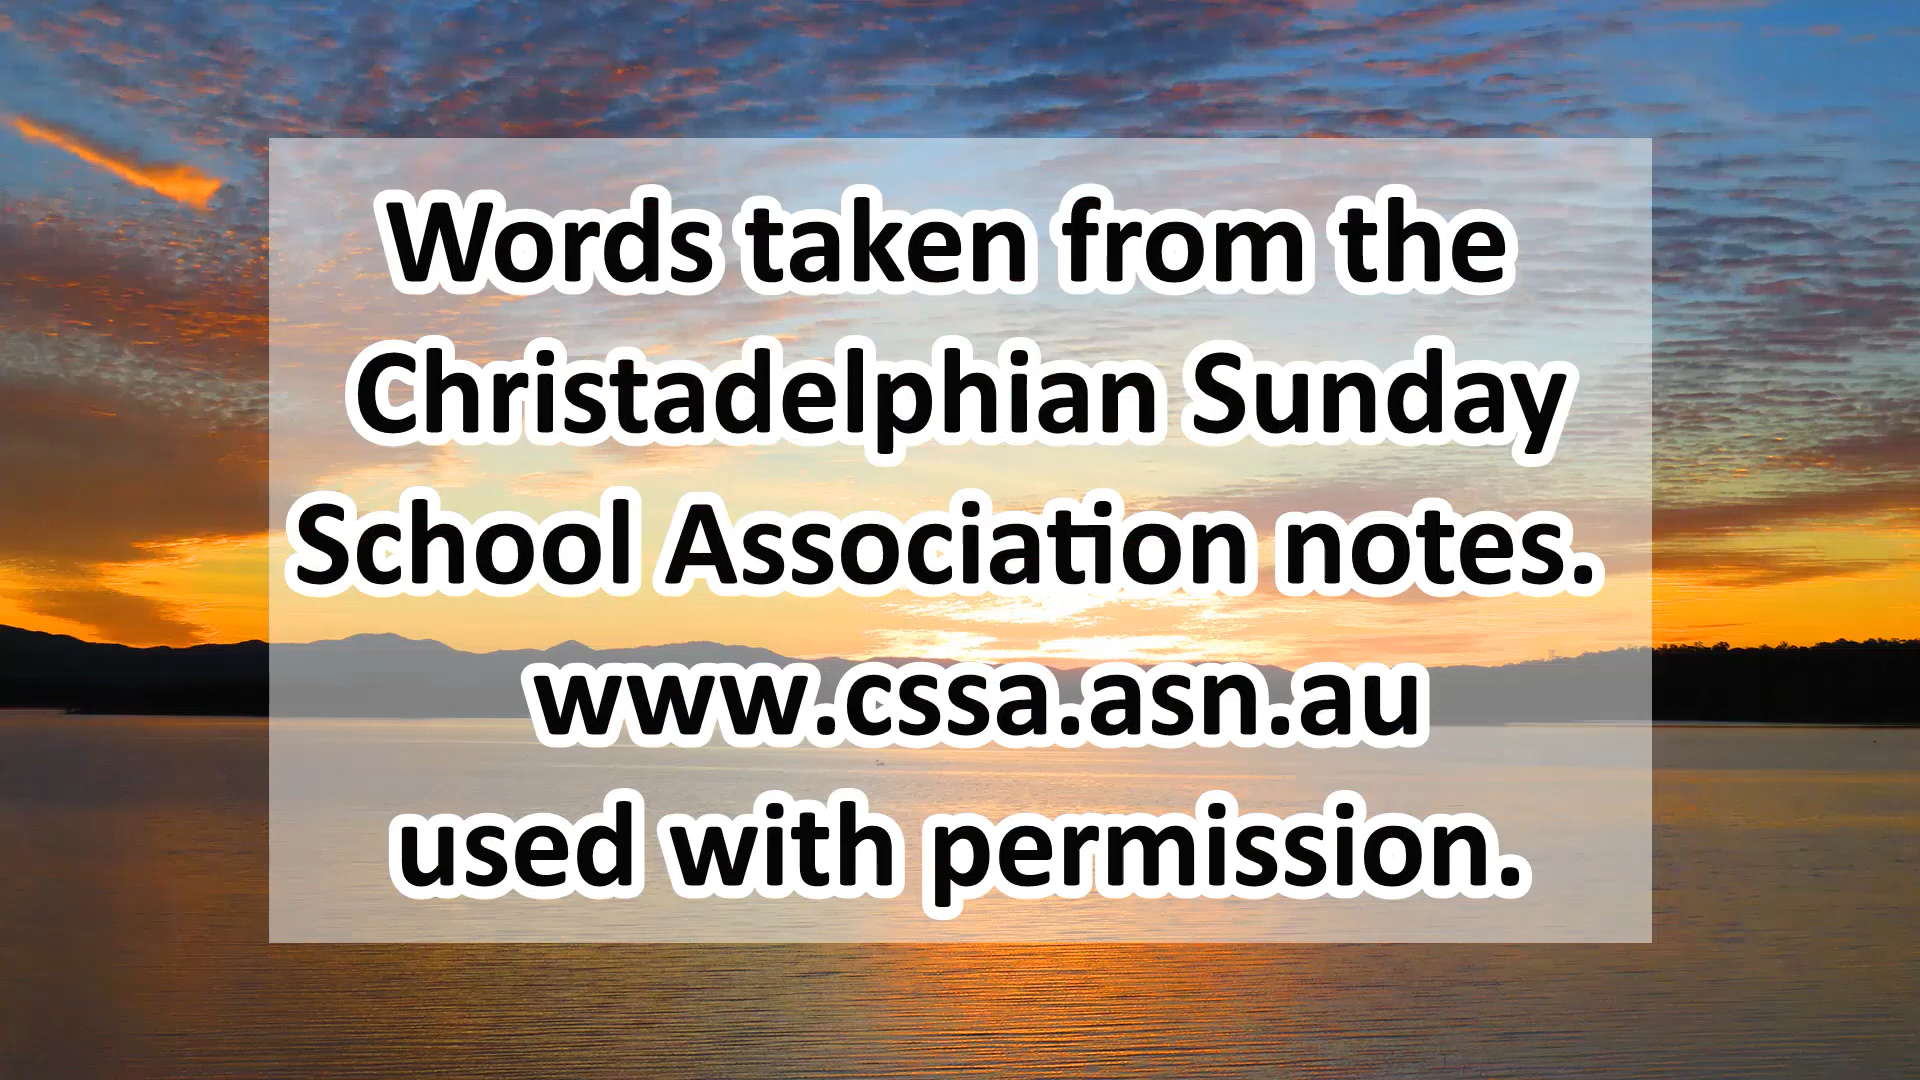 Words taken from the
Christadelphian Sunday
School Association notes.
www.cssa.asn.au
used with permission.